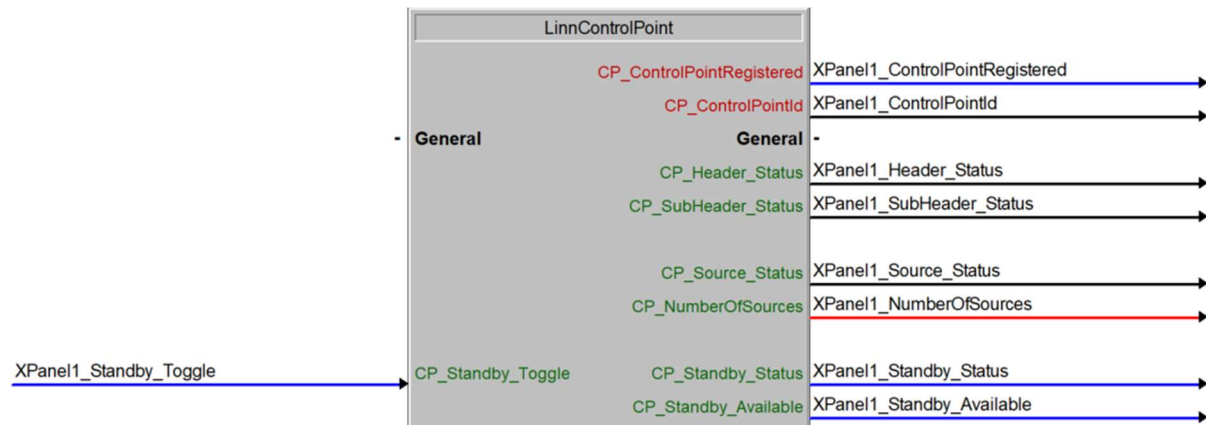 LinnControlPoint
CP_ControlPointRegistered XPanel1_ControlPointRegistered
CP_ControlPointId XPanel1_ControlPointId
- General General -
CP_Header_Status XPanel1_Header_Status
CP_SubHeader_Status XPanel1_SubHeader_Status
CP_Source_Status XPanel1_Source_Status
CP_NumberOfSources XPanel1_NumberOfSources
XPanel1_Standby_Toggle CP_Standby_Toggle CP_Standby_Status XPanel1_Standby_Status
CP_Standby_Available XPanel1_Standby_Available